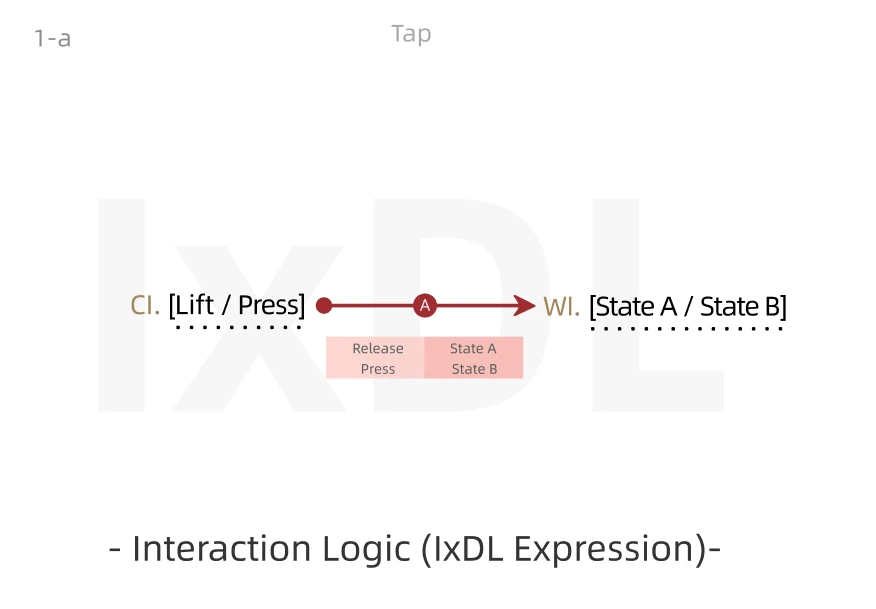 1-a
Tap
IxDL
CI. [Lift / Press] A WI. [State A / State B]
Release State A
Press State B
- Interaction Logic (IxDL Expression)-